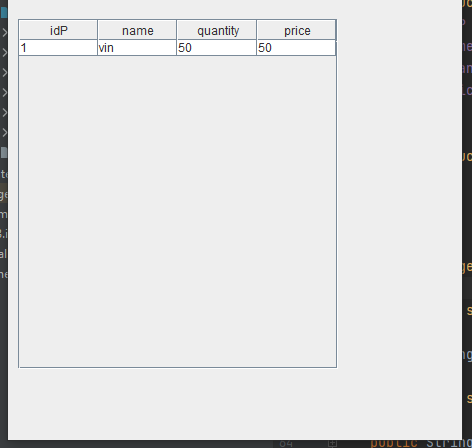 idP name quantity price
1 vin 50 50
public String